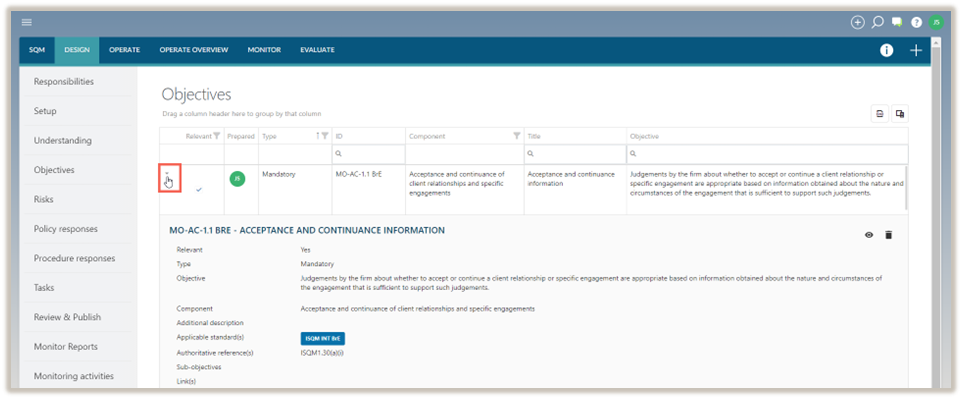 ?
JS
SQM DESIGN OPERATE OPERATE OVERVIEW MONITOR EVALUATE
Responsibilities
Setup
Understanding
Objectives
Risks
Policy responses
Procedure responses
Tasks
Review & Publish
Monitor Reports
Monitoring activities
Objectives
Drag a column header here to group by that column
Relevant Prepared Type ID Component Title Objective
JS Mandatory MO-AC-1.1 BrE
Acceptance and continuance of
client relationships and specific
engagements
Acceptance and continuance
information
Judgements by the firm about whether to accept or continue a client relationship or
specific engagement are appropriate based on information obtained about the nature and
circumstances of the engagement that is sufficient to support such judgements.
MO-AC-1.1 BRE - ACCEPTANCE AND CONTINUANCE INFORMATION
Relevant Yes
Type Mandatory
Objective Judgements by the firm about whether to accept or continue a client relationship or specific engagement are appropriate based on information obtained about the nature and circumstances of
the engagement that is sufficient to support such judgements.
Component Acceptance and continuance of client relationships and specific engagements
Additional description
Applicable standard(s) ISQM INT BrE
Authoritative reference(s) ISQM1.30(a)(i)
Sub-objectives
Link(s)